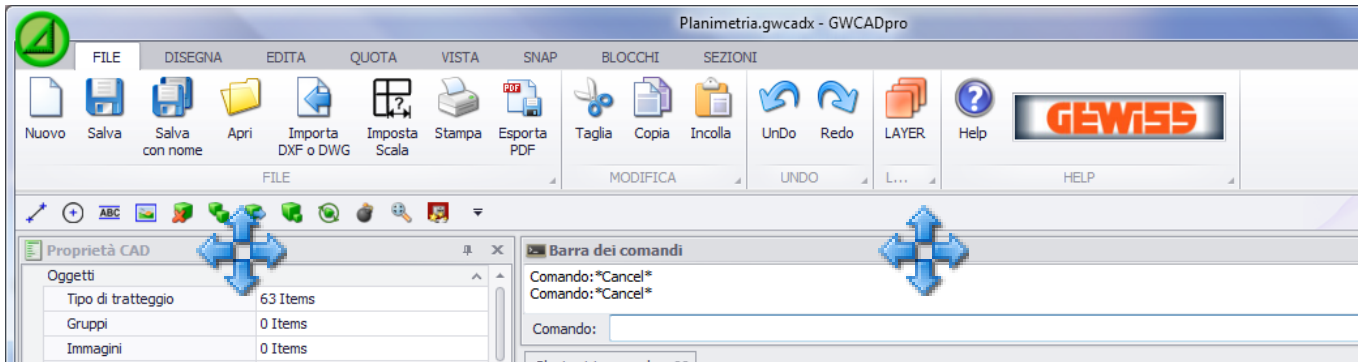 Planimetria.gwcadx - GWCADpro
FILE DISEGNA EDITA QUOTA VISTA SNAP BLOCCHI SEZIONI
Nuovo Salva Salva con nome Apri Importa DXF o DWG Imposta Scala Stampa Esporta PDF Taglia Copia Incolla UnDo Redo LAYER Help GEWiSS
FILE MODIFICA UNDO L... HELP
ABC
Proprietà CAD Barra dei comandi
Oggetti Comando:*Cancel*
Comando:*Cancel*
Tipo di tratteggio 63 Items
Gruppi 0 Items Comando:
Immagini 0 Items